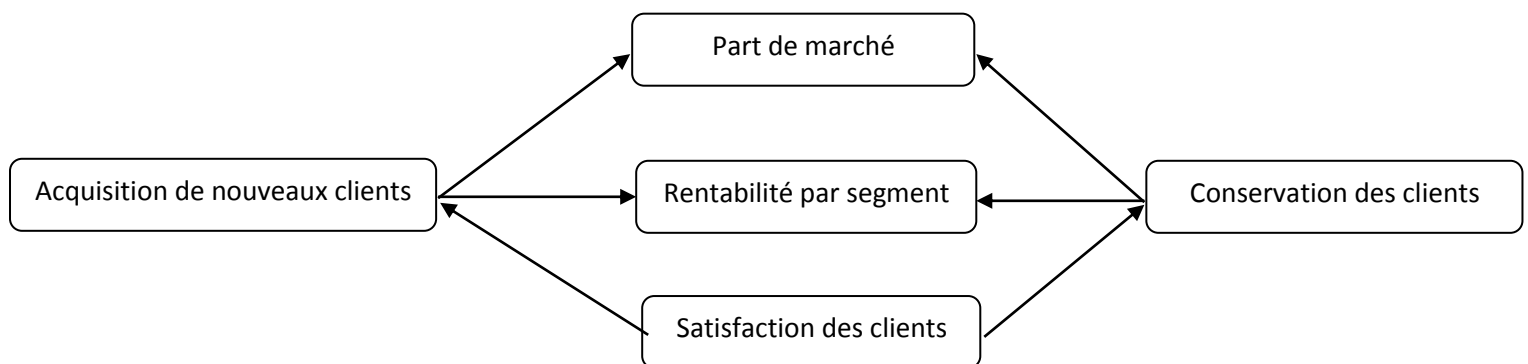 Part de marché
Acquisition de nouveaux clients
Rentabilité par segment
Conservation des clients
Satisfaction des clients